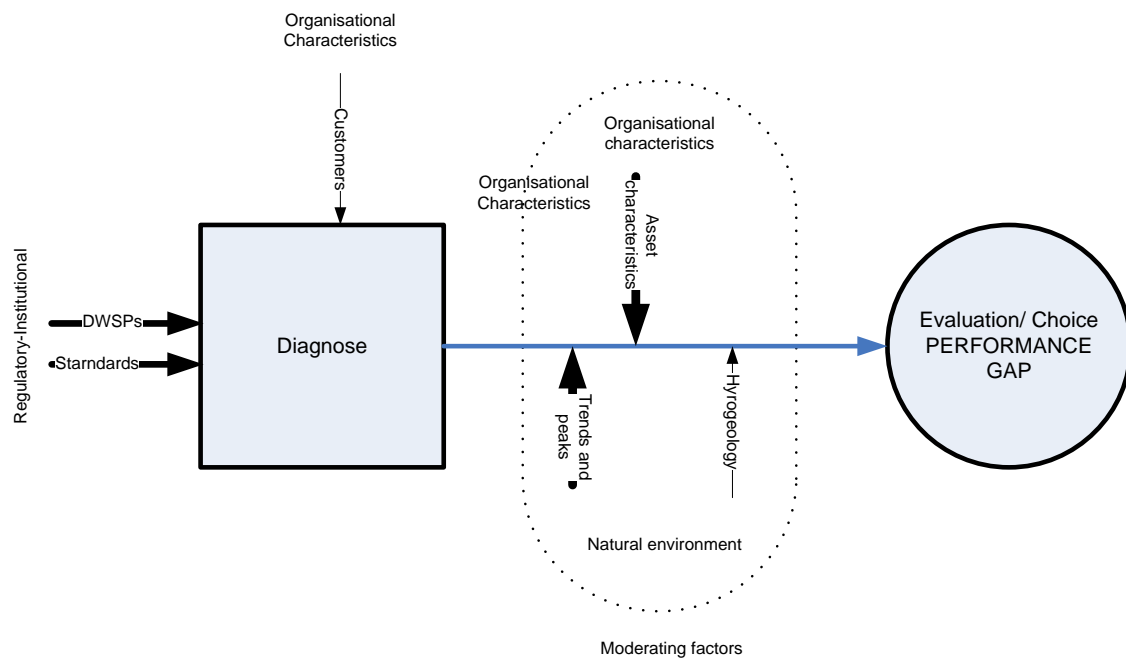 Organisational
Characteristics
Customers
Organisational
characteristics
Organisational
Characteristics
Asset
characteristics
Regulatory-Institutional
DWSPs
Starndards
Diagnose
Evaluation/ Choice
PERFORMANCE
GAP
Trends and
peaks
Hyrogeology
Natural environment
Moderating factors